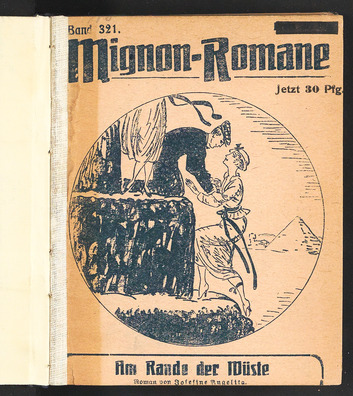 Band 321.
Mignon-Romane
Jetzt 30 Pfg.
Am Rande der Wüste
Roman von Josefine Angelita.